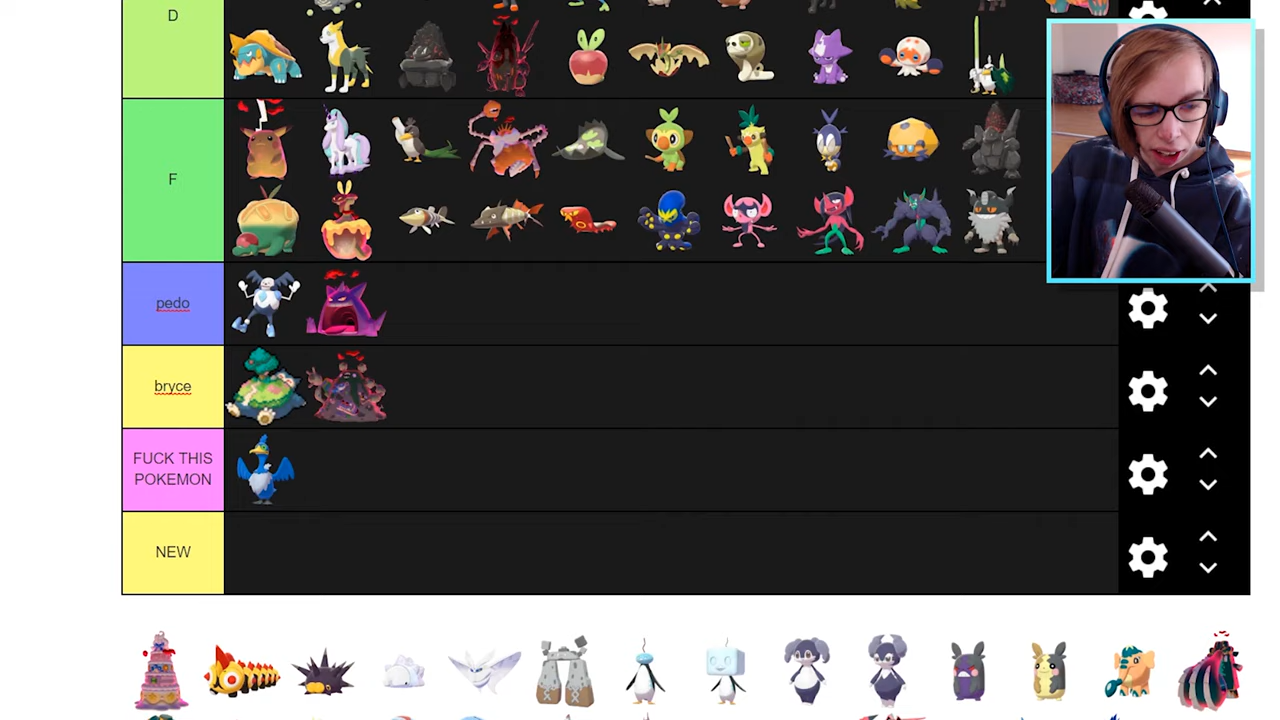 D
F
pedo
bryce
FUCK THIS
POKEMON
NEW